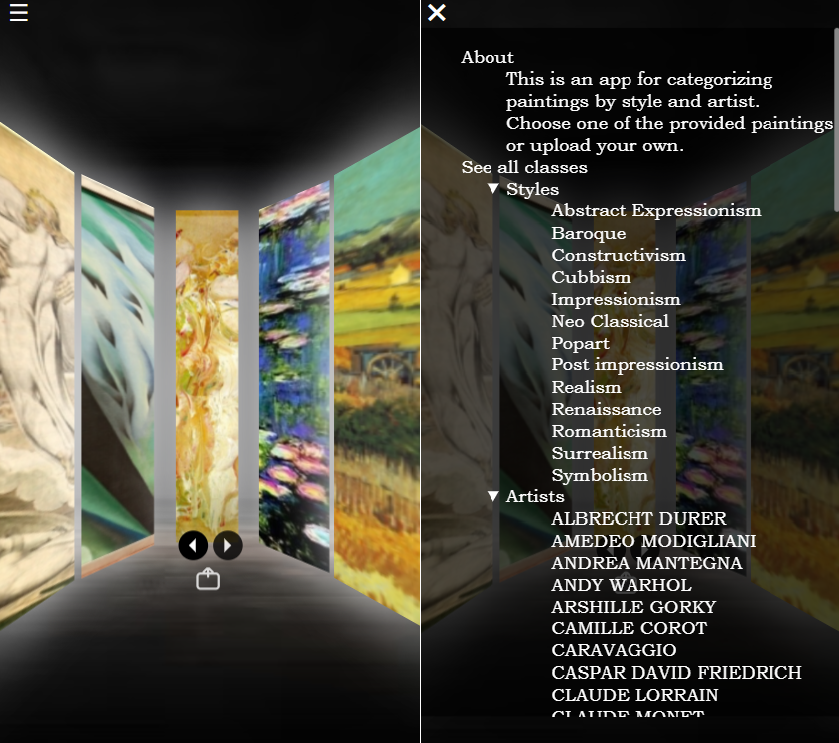 About
This is an app for categorizing
paintings by style and artist.
Choose one of the provided paintings
or upload your own.
See all classes
▼ Styles
Abstract Expressionism
Baroque
Constructivism
Cubbism
Impressionism
Neo Classical
Popart
Post impressionism
Realism
Renaissance
Romanticism
Surrealism
Symbolism
▼ Artists
ALBRECHT DURER
AMEDEO MODIGLIANI
ANDREA MANTEGNA
ANDY WARHOL
ARSHILLE GORKY
CAMILLE COROT
CARAVAGGIO
CASPAR DAVID FRIEDRICH
CLAUDE LORRAIN
CLAUDE MONET